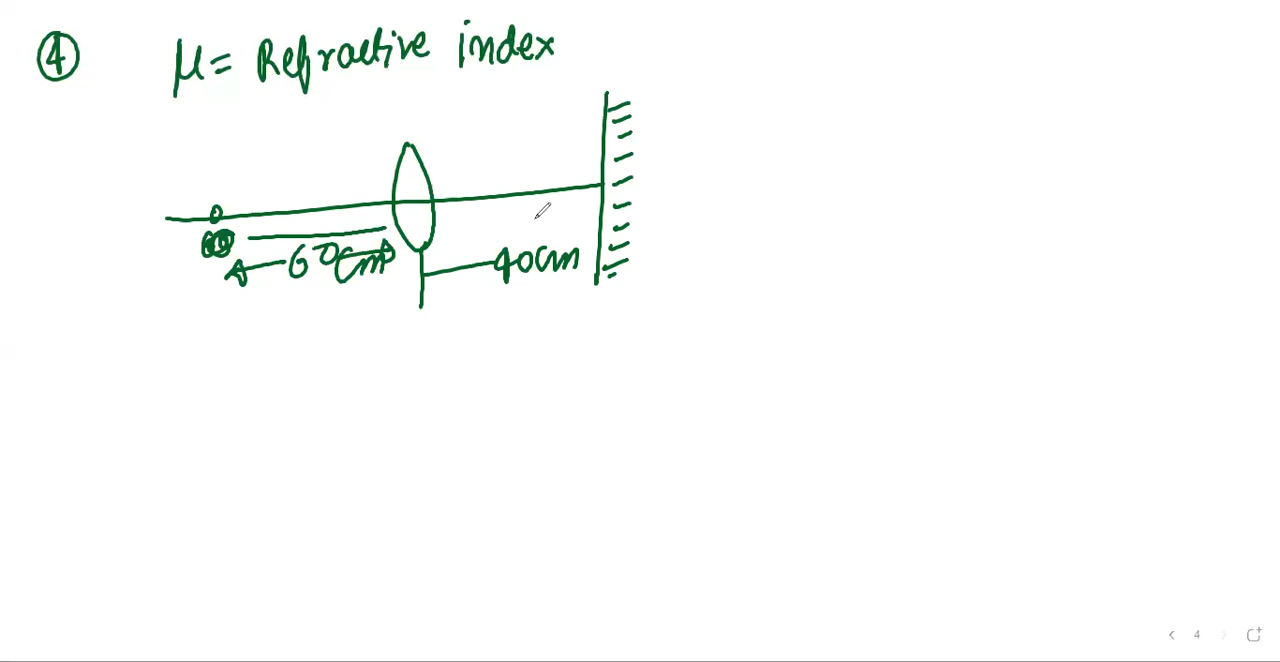 ④ μ = Refractive index
O
60cm
40cm
4